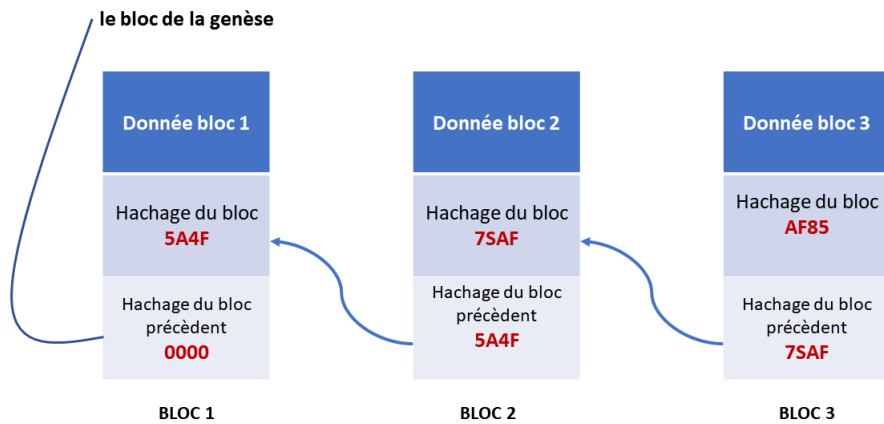 le bloc de la genèse
Donnée bloc 1
Hachage du bloc
5A4F
Hachage du bloc
précèdent
0000
BLOC 1
Donnée bloc 2
Hachage du bloc
7SAF
Hachage du bloc
précèdent
5A4F
BLOC 2
Donnée bloc 3
Hachage du bloc
AF85
Hachage du bloc
précèdent
7SAF
BLOC 3